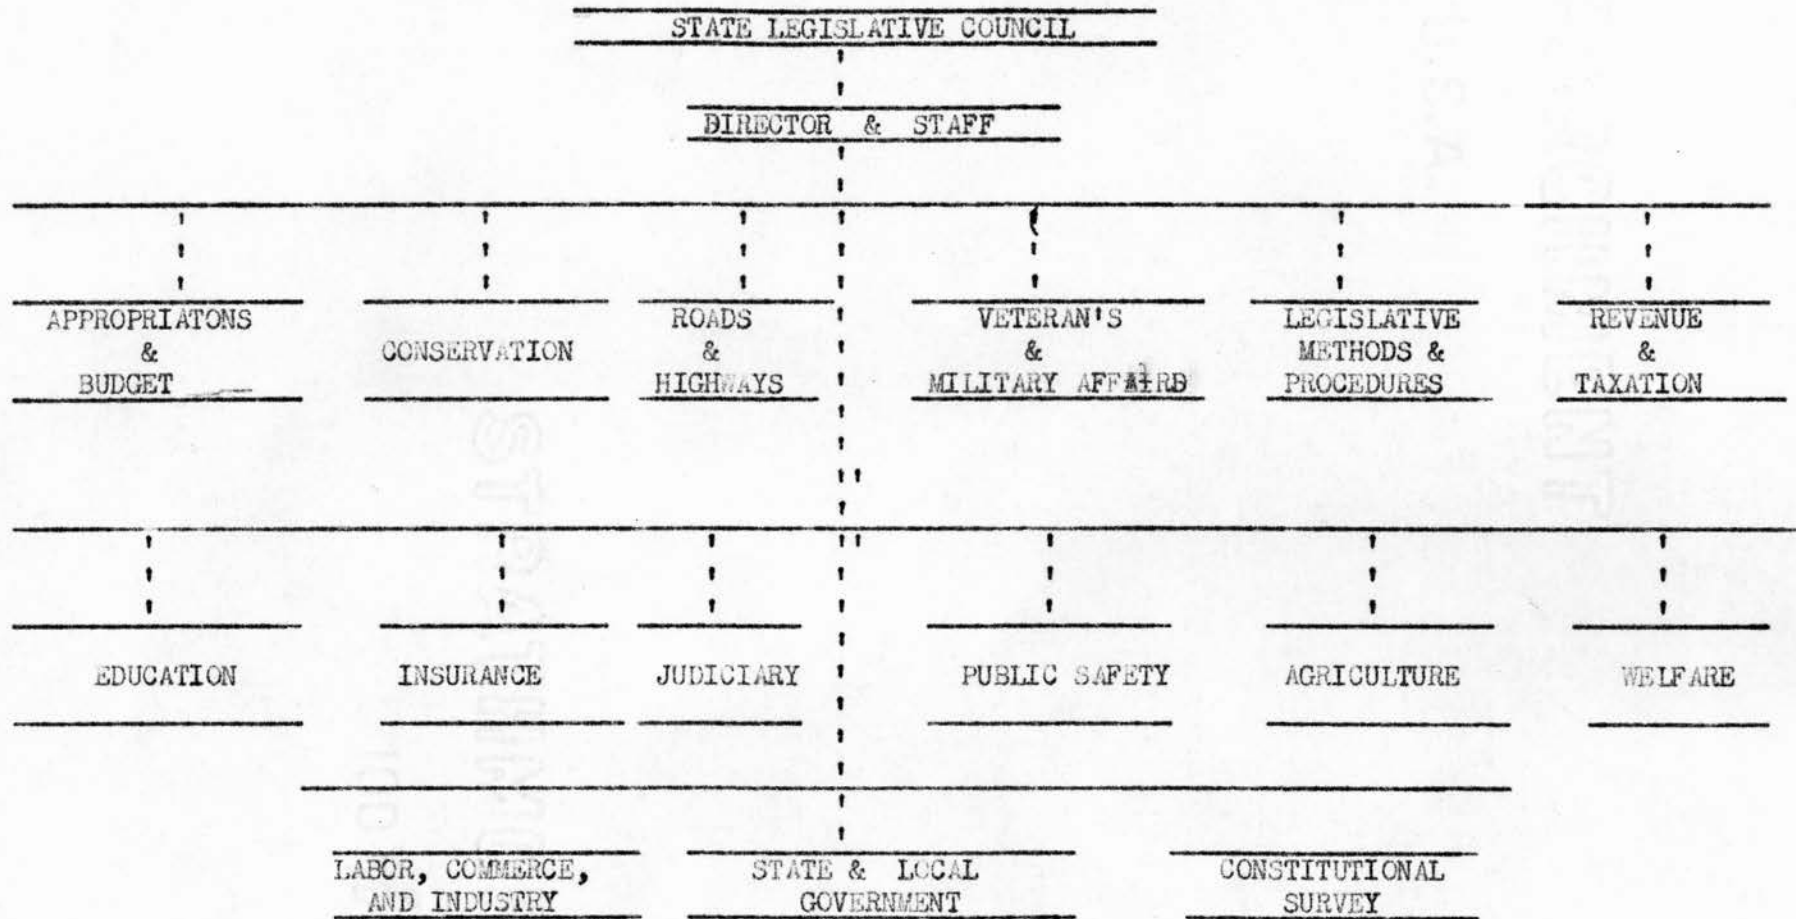 STATE LEGISLATIVE COUNCIL
DIRECTOR & STAFF
APPROPRIATONS
&
BUDGET
CONSERVATION
ROADS
&
HIGHWAYS
VETERAN'S
&
MILITARY AFFAIRB
LEGISLATIVE
METHODS &
PROCEDURES
REVENUE
&
TAXATION
EDUCATION
INSURANCE
JUDICIARY
PUBLIC SAFETY
AGRICULTURE
WELFARE
LABOR, COMMERCE,
AND INDUSTRY
STATE & LOCAL
GOVERNMENT
CONSTITUTIONAL
SURVEY